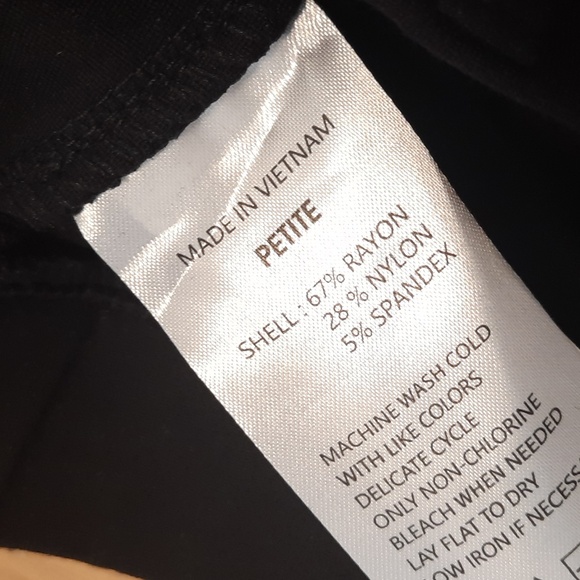 MADE IN VIETNAM
PETITE
SHELL : 67% RAYON
28 % NYLON
5% SPANDEX
MACHINE WASH COLD
WITH LIKE COLORS
DELICATE CYCLE
ONLY NON-CHLORINE
BLEACH WHEN NEEDED
LAY FLAT TO DRY
IRON IF